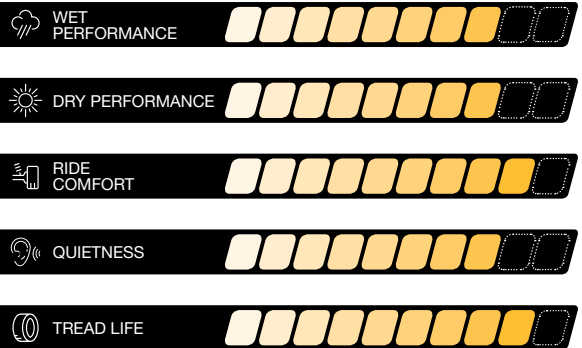 WET
PERFORMANCE
DRY PERFORMANCE
RIDE
COMFORT
QUIETNESS
TREAD LIFE